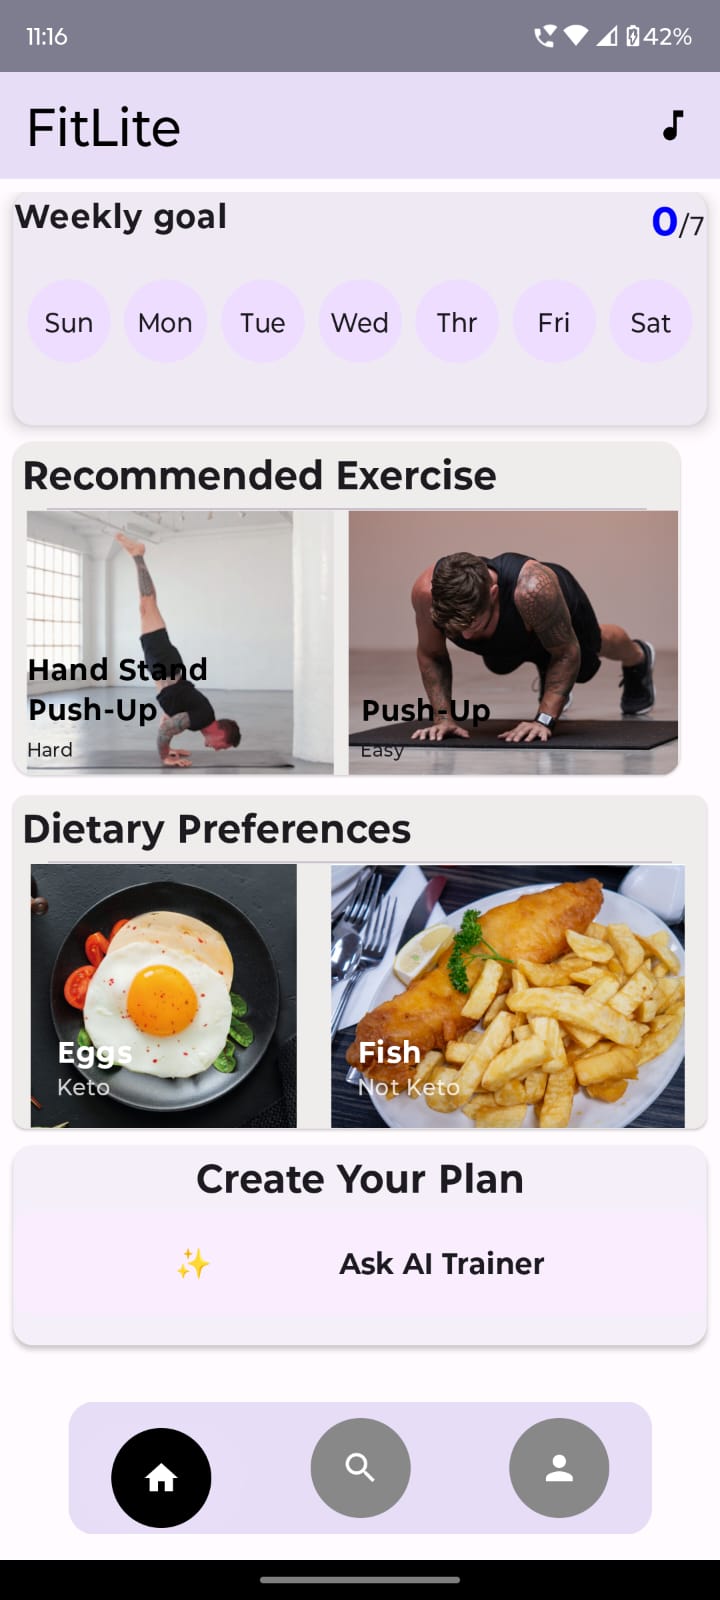 11:16
42%
FitLite
Weekly goal
0/7
Sun Mon Tue Wed Thr Fri Sat
Recommended Exercise
Hand Stand
Push-Up
Hard
Push-Up
Easy
Dietary Preferences
Eggs
Keto
Fish
Not Keto
Create Your Plan
✨ Ask AI Trainer